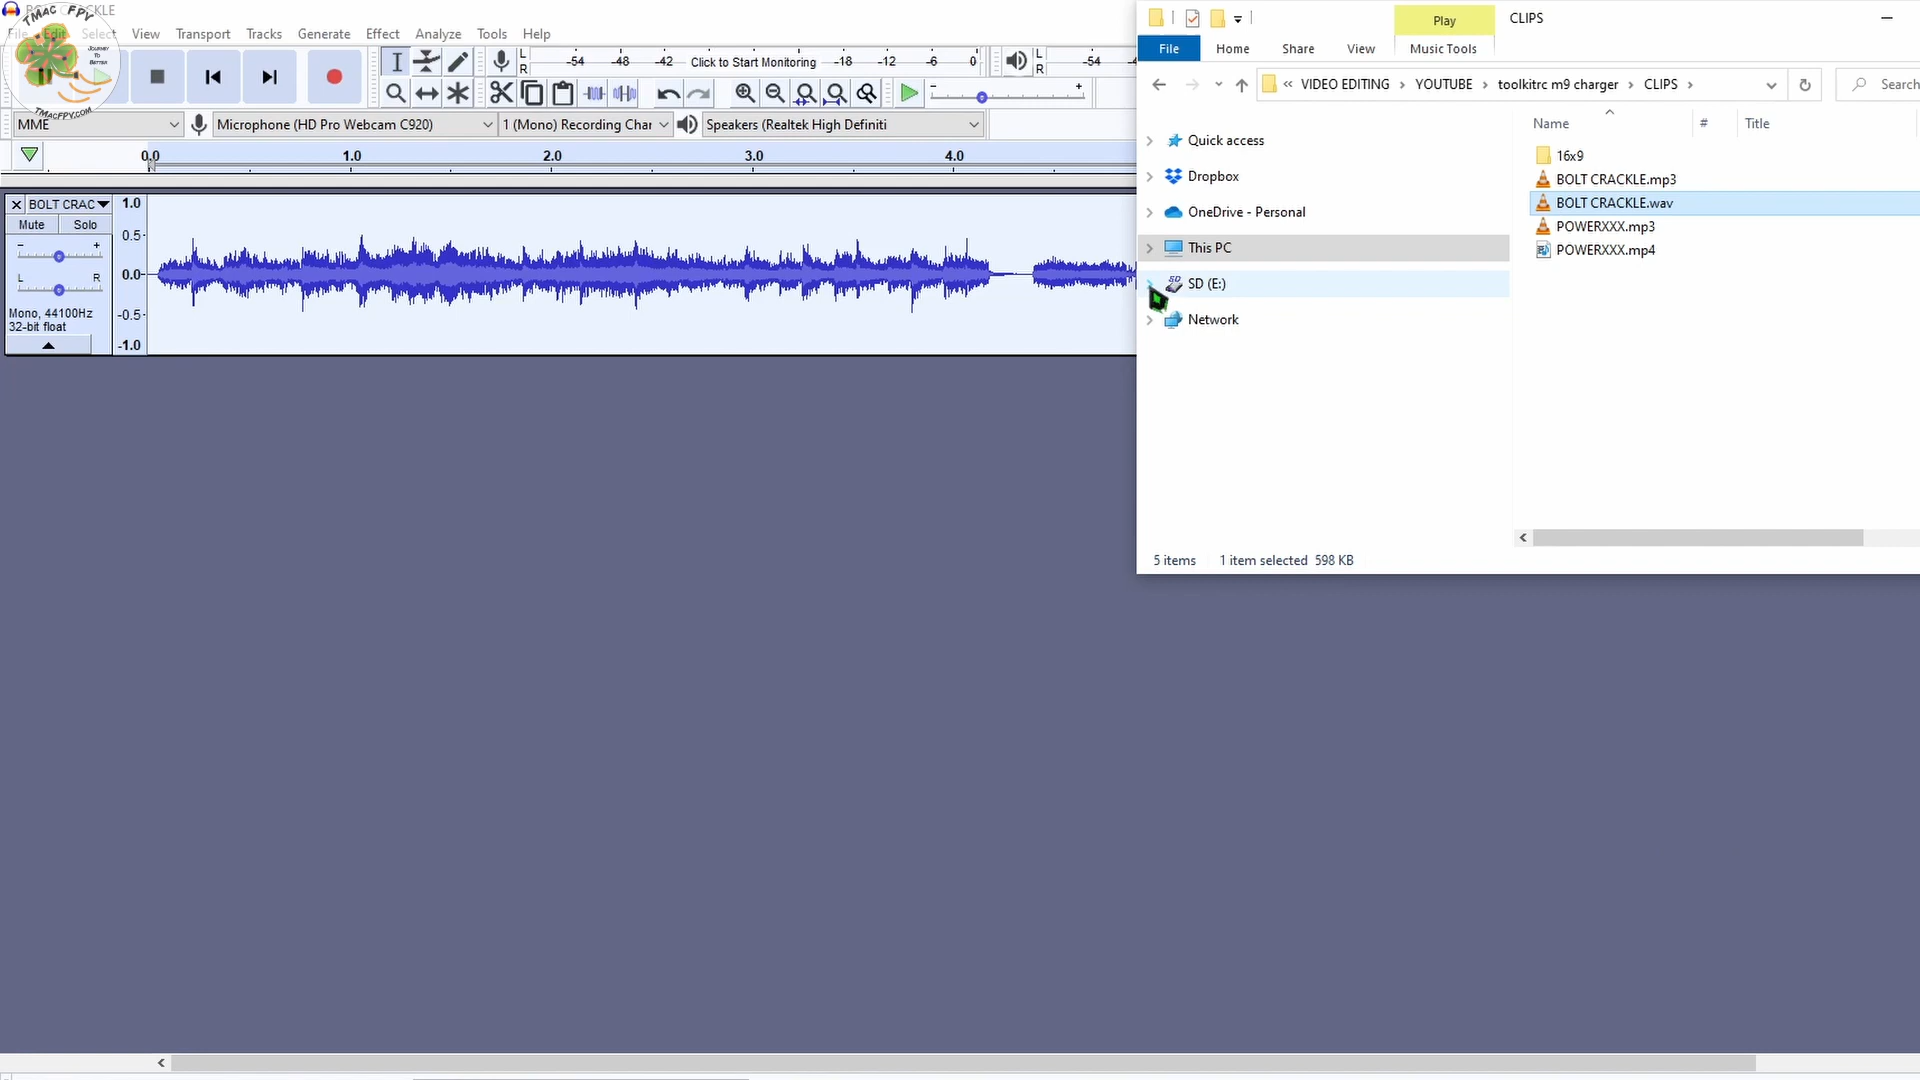 TMAC FPY
JOURNEY
TO
BETTER
TMACFPY.COM
File Edit Select View Transport Tracks Generate Effect Analyze Tools Help
L
R
-54 -48 -42 Click to Start Monitoring -18 -12 -6 0
L
R
-54
MME
Microphone (HD Pro Webcam C920)
1 (Mono) Recording Char
Speakers (Realtek High Definiti
0.0 1.0 2.0 3.0 4.0
BOLT CRAC
Mute Solo
- +
L R
Mono, 44100Hz
32-bit float
1.0
0.5
0.0
-0.5
-1.0
Play
CLIPS
File Home Share View Music Tools
« VIDEO EDITING › YOUTUBE › toolkitrc m9 charger › CLIPS ›
Search
Quick access
Dropbox
OneDrive - Personal
This PC
SD (E:)
Network
Name # Title
16x9
BOLT CRACKLE.mp3
BOLT CRACKLE.wav
POWERXXX.mp3
POWERXXX.mp4
5 items 1 item selected 598 KB